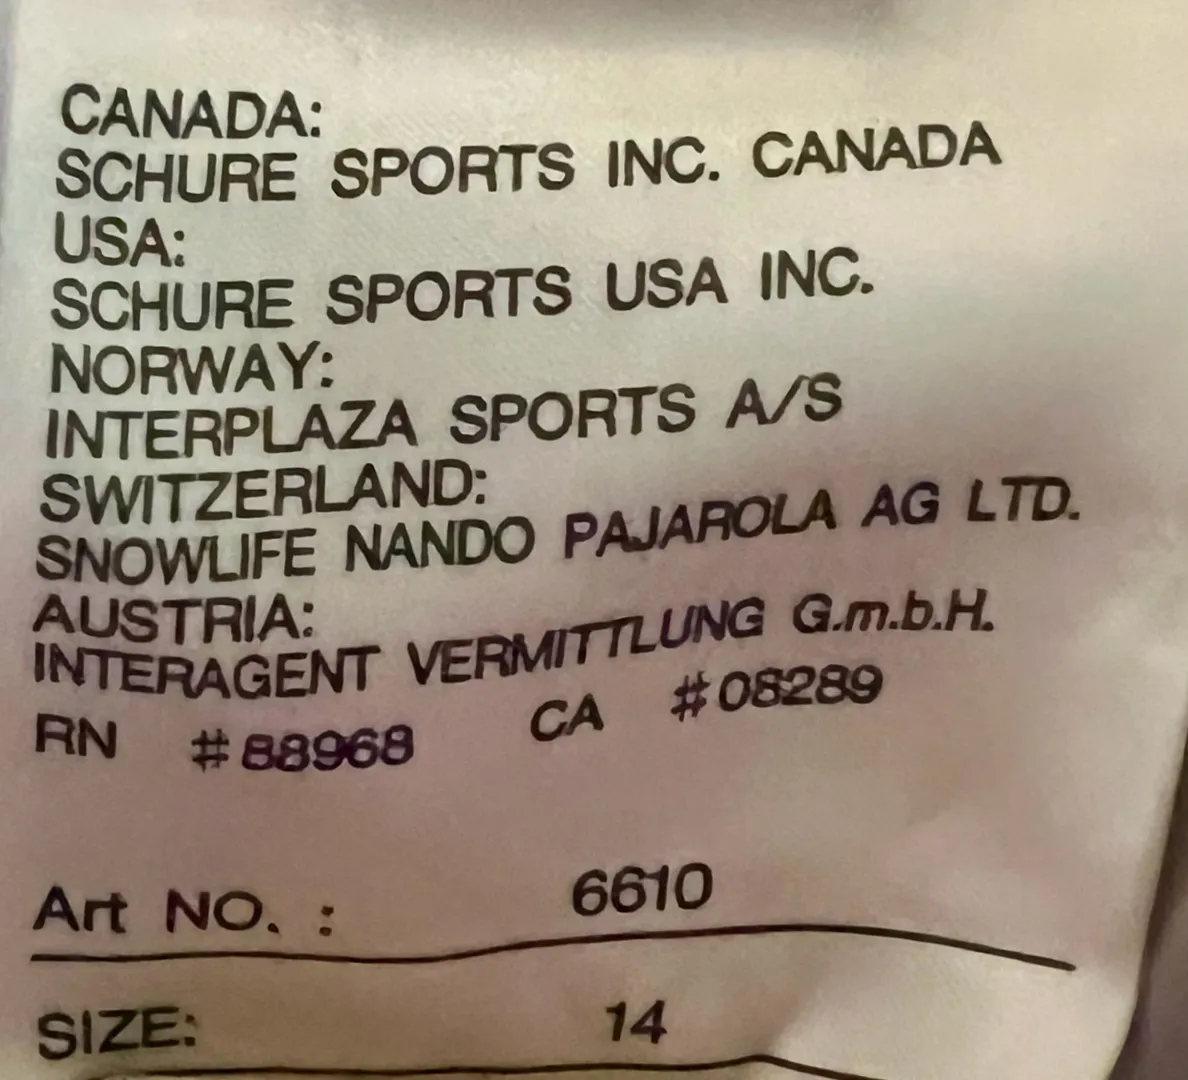 CANADA:
SCHURE SPORTS INC. CANADA
USA:
SCHURE SPORTS USA INC.
NORWAY:
INTERPLAZA SPORTS A/S
SWITZERLAND:
SNOWLIFE NANDO PAJAROLA AG LTD.
AUSTRIA:
INTERAGENT VERMITTLUNG G.m.b.H.
RN #88968 CA #08289
Art NO. : 6610
SIZE: 14